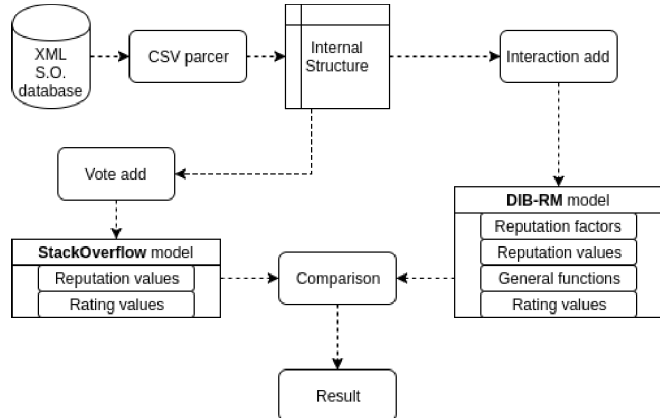 XML
S.O.
database
CSV parcer
Internal
Structure
Interaction add
Vote add
StackOverflow model
Reputation values
Rating values
Comparison
DIB-RM model
Reputation factors
Reputation values
General functions
Rating values
Result